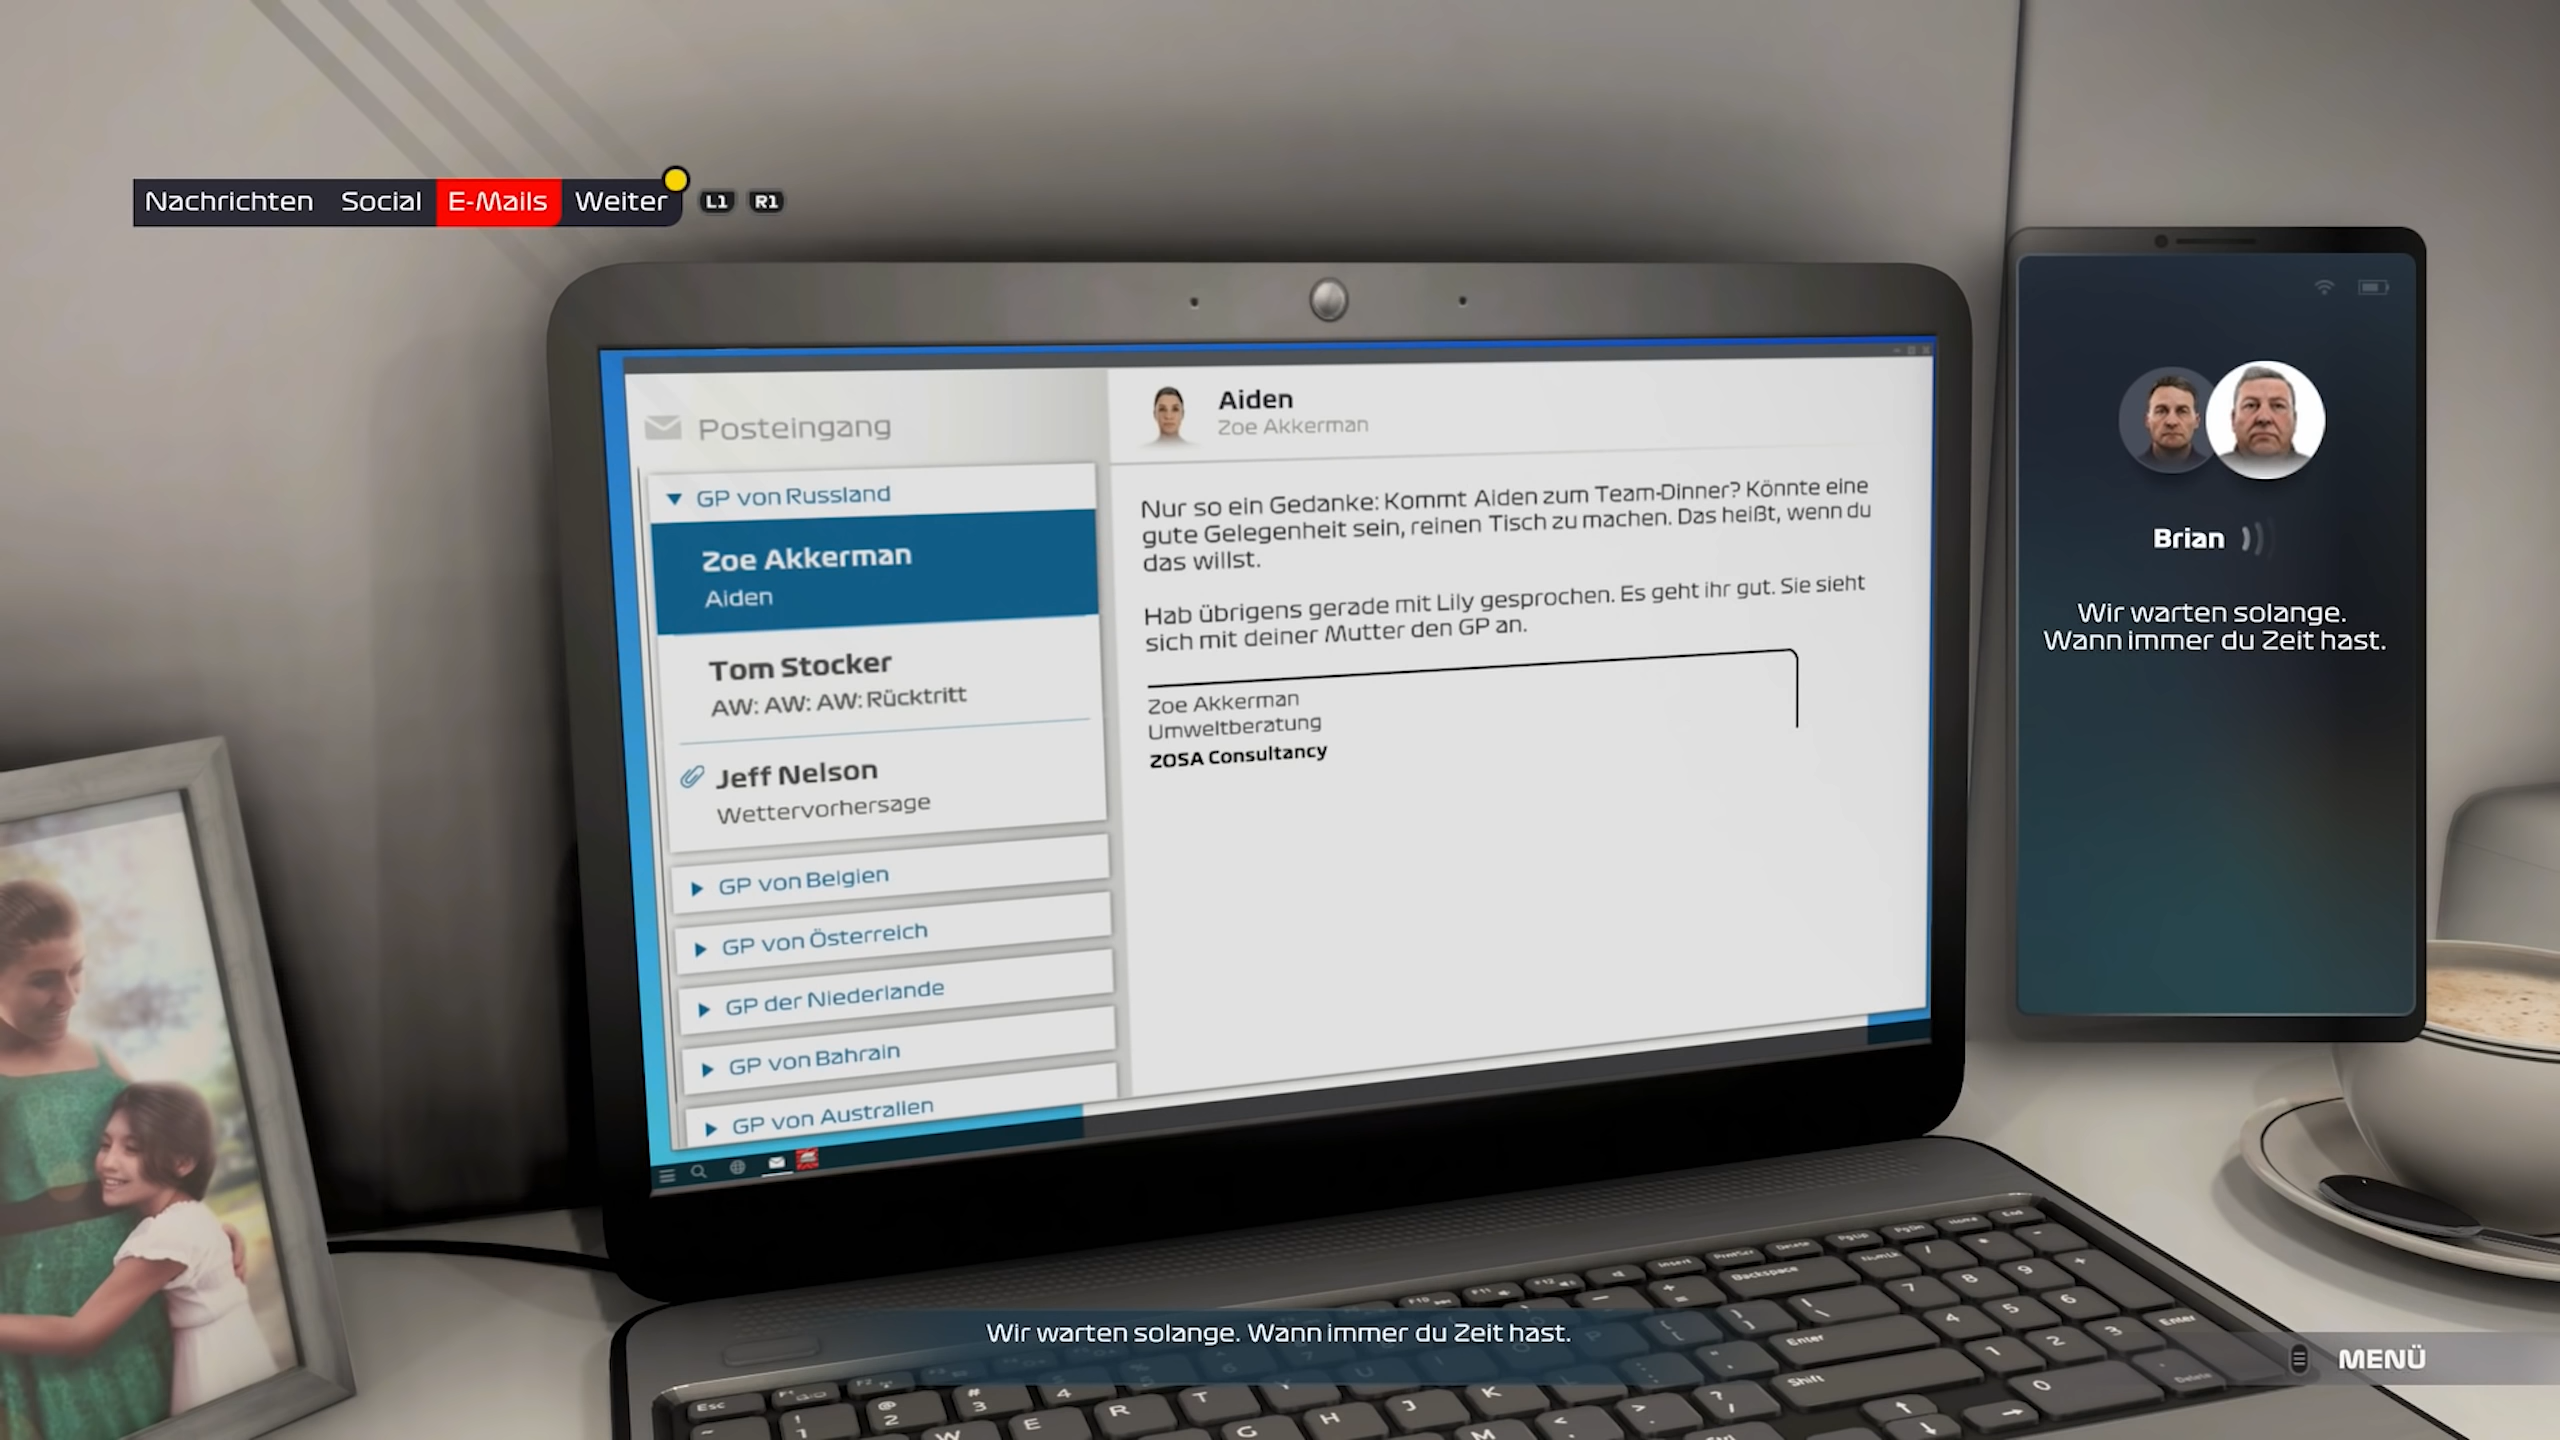 Nachrichten Social E-Mails Weiter L1 R1
Posteingang
GP von Russland
Zoe Akkerman
Aiden
Tom Stocker
AW: AW: AW: Rücktritt
Jeff Nelson
Wettervorhersage
GP von Belgien
GP von Österreich
GP der Niederlande
GP von Bahrain
GP von Australien
Aiden
Zoe Akkerman
Nur so ein Gedanke: Kommt Aiden zum Team-Dinner? Könnte eine
gute Gelegenheit sein, reinen Tisch zu machen. Das heißt, wenn du
das willst.
Hab übrigens gerade mit Lily gesprochen. Es geht ihr gut. Sie sieht
sich mit deiner Mutter den GP an.
Zoe Akkerman
Umweltberatung
ZOSA Consultancy
Brian
Wir warten solange.
Wann immer du Zeit hast.
Wir warten solange. Wann immer du Zeit hast.
MENÜ
Backspace
Enter
Shift
Esc